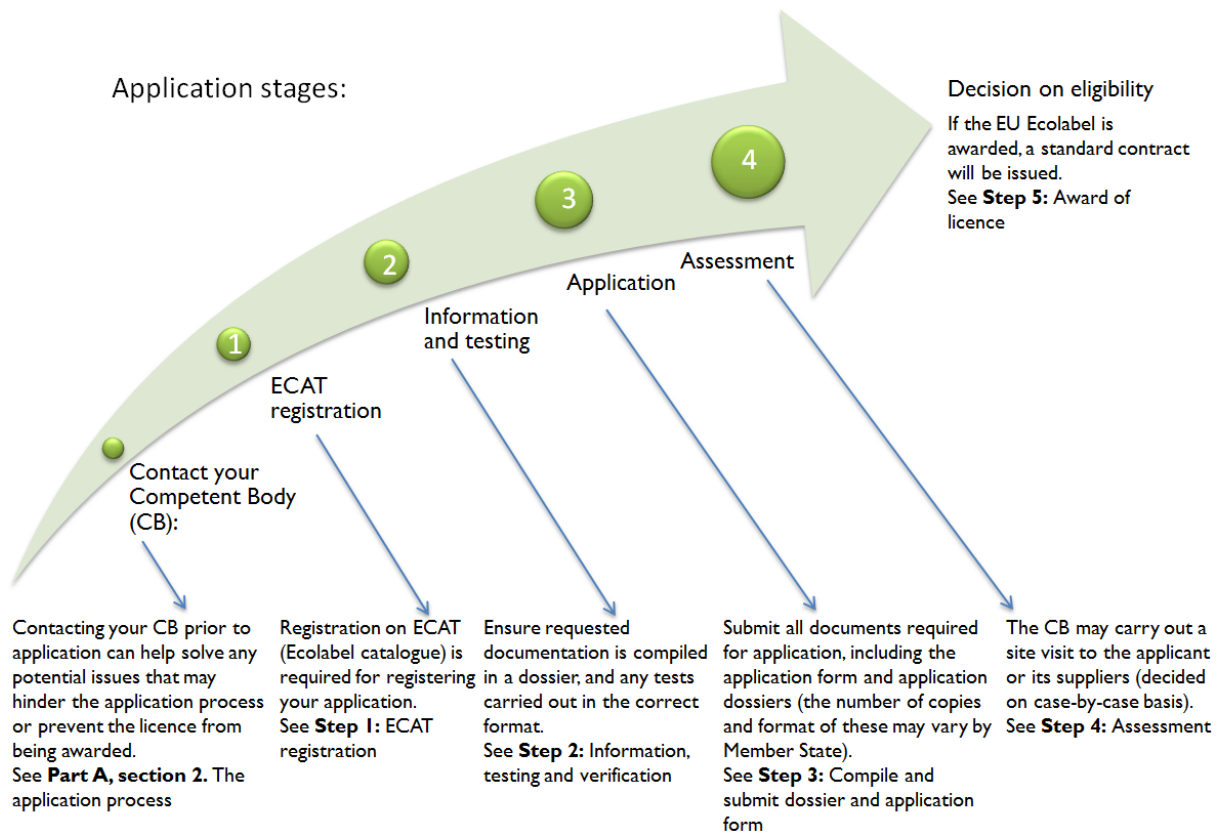 Application stages:
Decision on eligibility
If the EU Ecolabel is
awarded, a standard contract
will be issued.
See Step 5: Award of
licence
4
3
2
1
Assessment
Application
Information
and testing
ECAT
registration
Contact your
Competent Body
(CB):
Contacting your CB prior to
application can help solve any
potential issues that may
hinder the application process
or prevent the licence from
being awarded.
See Part A, section 2. The
application process
Registration on ECAT
(Ecolabel catalogue) is
required for registering
your application.
See Step 1: ECAT
registration
Ensure requested
documentation is compiled
in a dossier, and any tests
carried out in the correct
format.
See Step 2: Information,
testing and verification
Submit all documents required
for application, including the
application form and application
dossiers (the number of copies
and format of these may vary by
Member State).
See Step 3: Compile and
submit dossier and application
form
The CB may carry out a
site visit to the applicant
or its suppliers (decided
on case-by-case basis).
See Step 4: Assessment